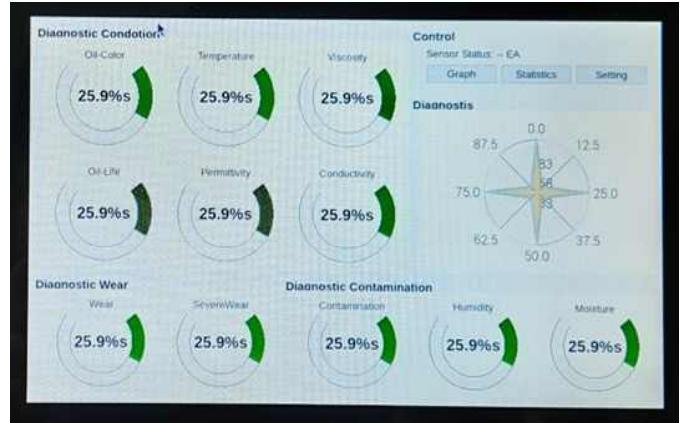 Diagnostic Condotion
Oil-Color
Temperature
Viscosity
25.9%s
25.9%s
25.9%s
Oil-Life
Permittivity
Conductivity
25.9%s
25.9%s
25.9%s
Control
Sensor Status: -- EA
Graph
Statistics
Setting
Diagnostis
0.0
87.5
12.5
83
75.0
58
25.0
33
62.5
37.5
50.0
Diagnostic Wear
Wear
SevereWear
25.9%s
25.9%s
Diagnostic Contamination
Contamination
Humidity
Moisture
25.9%s
25.9%s
25.9%s